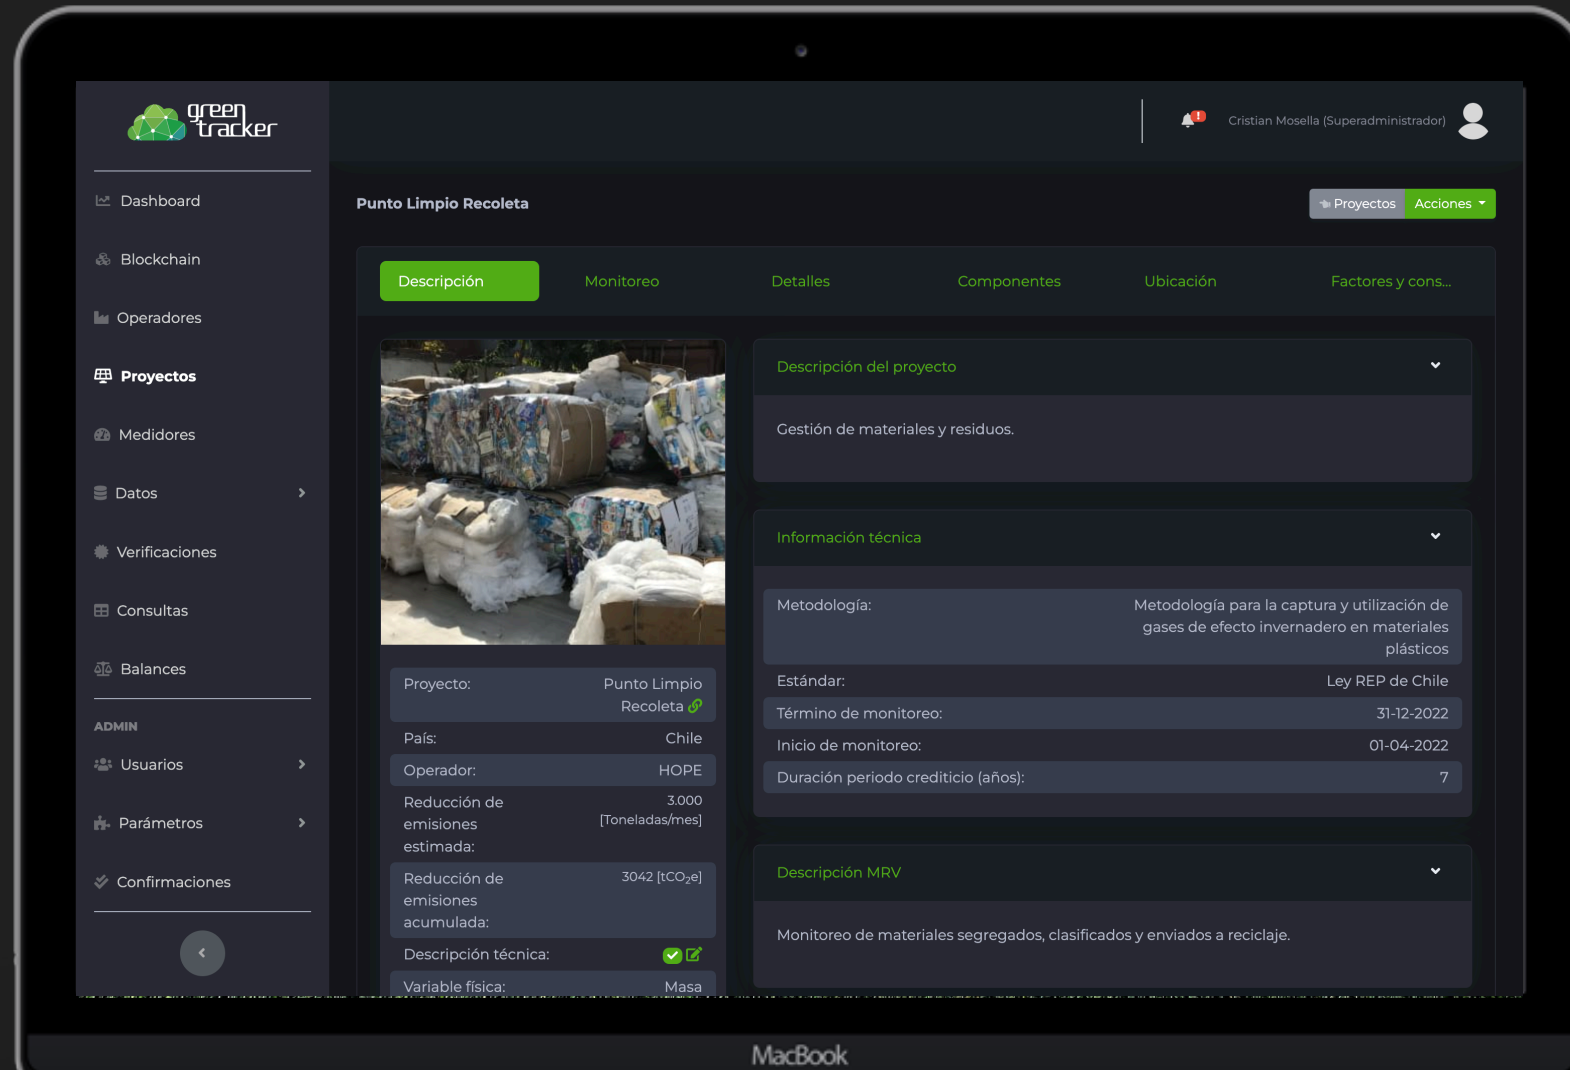 green
tracker
Cristian Mosella (Superadministrador)
Dashboard
Blockchain
Operadores
Proyectos
Medidores
Datos
Verificaciones
Consultas
Balances
ADMIN
Usuarios
Parámetros
Confirmaciones
Punto Limpio Recoleta
Proyectos
Acciones
Descripción
Monitoreo
Detalles
Componentes
Ubicación
Factores y cons...
Proyecto: Punto Limpio
Recoleta
País: Chile
Operador: HOPE
Reducción de
emisiones
estimada:
3.000
[Toneladas/mes]
Reducción de
emisiones
acumulada:
3042 [tCO₂e]
Descripción técnica:
Variable física: Masa
Descripción del proyecto
Gestión de materiales y residuos.
Información técnica
Metodología: Metodología para la captura y utilización de
gases de efecto invernadero en materiales
plásticos
Estándar: Ley REP de Chile
Término de monitoreo: 31-12-2022
Inicio de monitoreo: 01-04-2022
Duración periodo crediticio (años): 7
Descripción MRV
Monitoreo de materiales segregados, clasificados y enviados a reciclaje.
MacBook